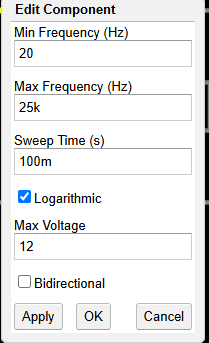 Edit Component
Min Frequency (Hz)
20
Max Frequency (Hz)
25k
Sweep Time (s)
100m
Logarithmic
Max Voltage
12
Bidirectional
Apply OK Cancel